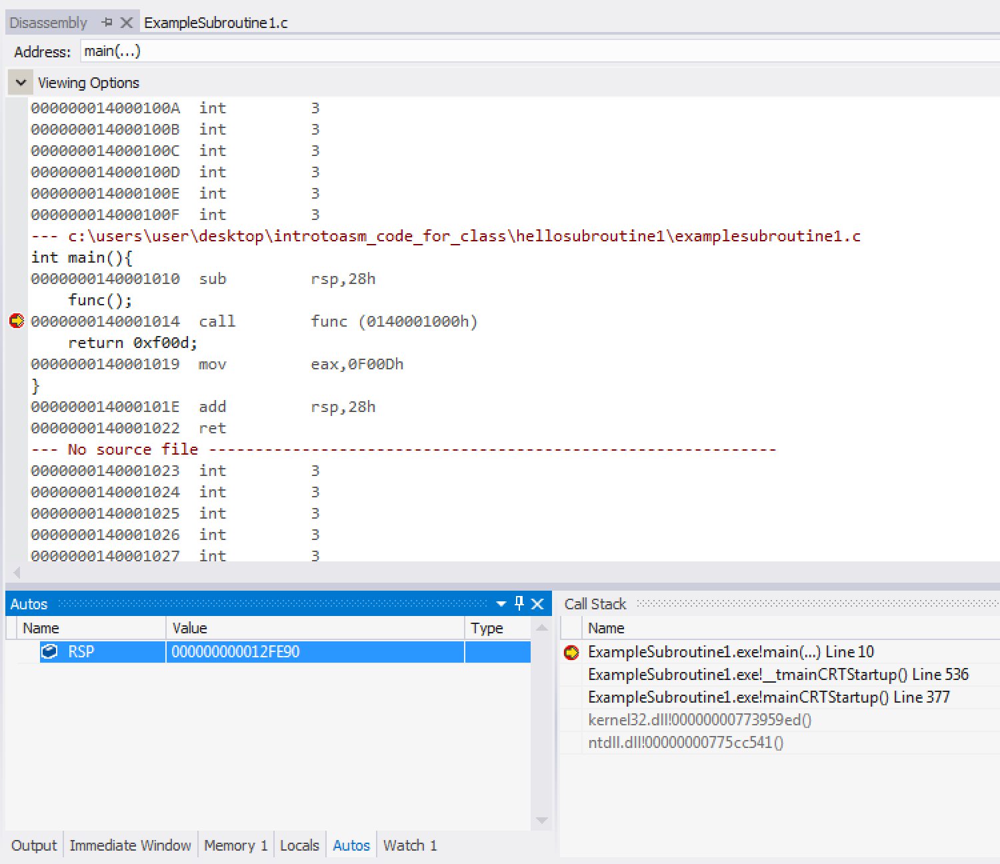 Disassembly ExampleSubroutine1.c
Address: main(...)
Viewing Options
000000014000100A int 3
000000014000100B int 3
000000014000100C int 3
000000014000100D int 3
000000014000100E int 3
000000014000100F int 3
--- c:\users\user\desktop\introtoasm_code_for_class\hellosubroutine1\examplesubroutine1.c
int main(){
0000000140001010 sub rsp,28h
func();
0000000140001014 call func (0140001000h)
return 0xf00d;
0000000140001019 mov eax,0F00Dh
}
000000014000101E add rsp,28h
0000000140001022 ret
--- No source file -------------------------------------------------------------
0000000140001023 int 3
0000000140001024 int 3
0000000140001025 int 3
0000000140001026 int 3
0000000140001027 int 3
Autos
Name Value Type
RSP 000000000012FE90
Call Stack
Name
ExampleSubroutine1.exe!main(...) Line 10
ExampleSubroutine1.exe!__tmainCRTStartup() Line 536
ExampleSubroutine1.exe!mainCRTStartup() Line 377
kernel32.dll!00000000773959ed()
ntdll.dll!00000000775cc541()
Output Immediate Window Memory 1 Locals Autos Watch 1